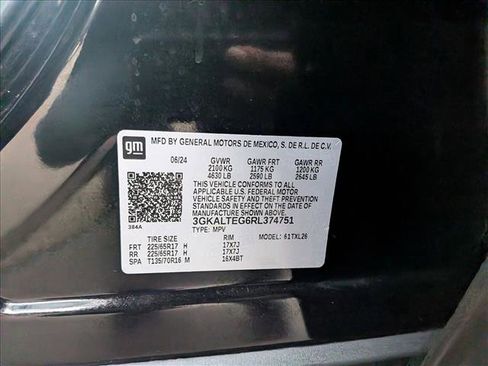 gm
MFD BY GENERAL MOTORS DE MEXICO, S. DE R.L. DE C.V.
06/24 GVWR GAWR FRT GAWR RR
2100 KG 1175 KG 1200 KG
4630 LB 2590 LB 2645 LB
THIS VEHICLE CONFORMS TO ALL
APPLICABLE U.S. FEDERAL MOTOR
VEHICLE SAFETY AND THEFT PREVENTION
STANDARDS IN EFFECT ON THE DATE
OF MANUFACTURE SHOWN ABOVE.
3GKALTEG6RL374751
384A TYPE: MPV MODEL: 61TXL26
TIRE SIZE RIM
FRT 225/65R17 H 17X7J
RR 225/65R17 H 17X7J
SPA T135/70R16 M 16X4BT